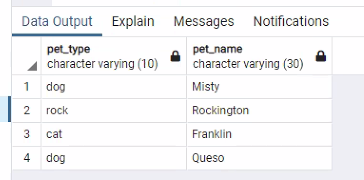 Data Output Explain Messages Notifications
pet_type pet_name
character varying (10) character varying (30)
1 dog Misty
2 rock Rockington
3 cat Franklin
4 dog Queso